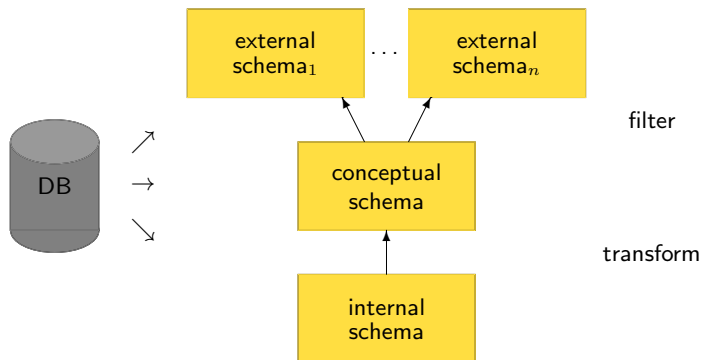 external
schema₁
...
external
schemaₙ
filter
DB
conceptual
schema
transform
internal
schema